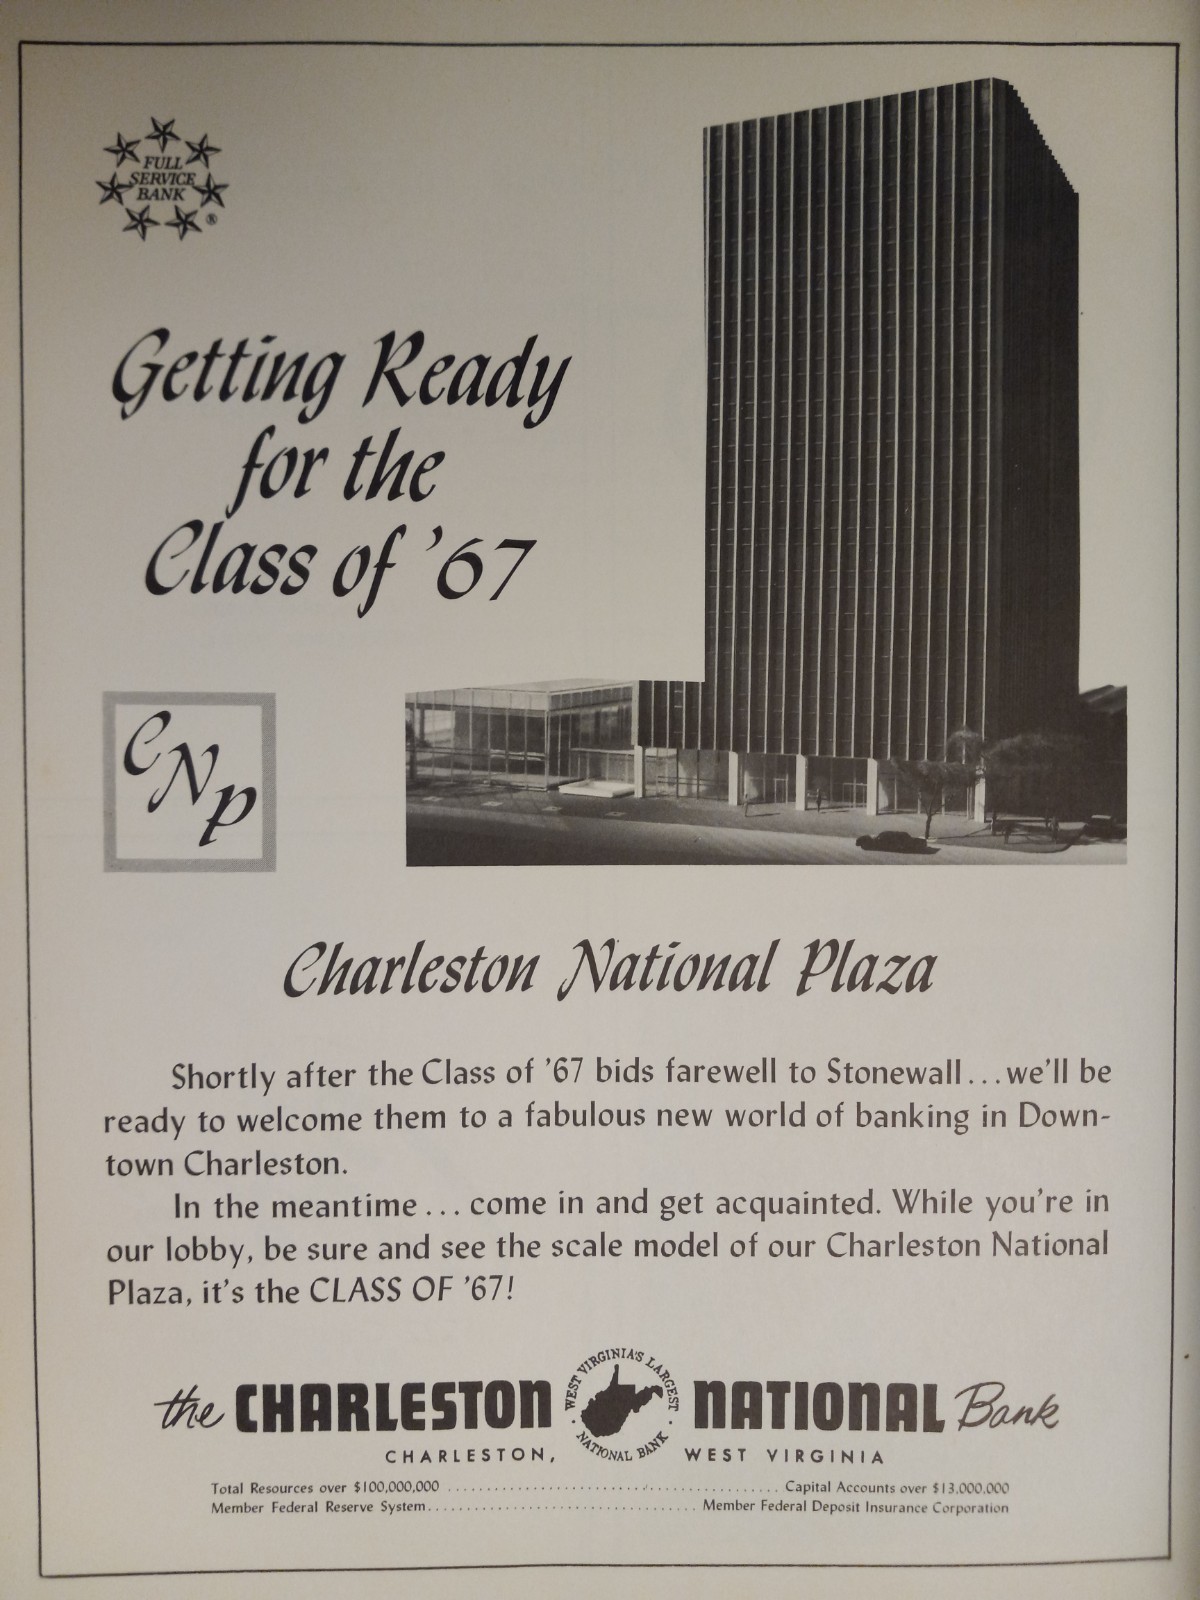 FULL
SERVICE
BANK
®
Getting Ready
for the
Class of '67
CNP
Charleston National Plaza
Shortly after the Class of '67 bids farewell to Stonewall...we'll be
ready to welcome them to a fabulous new world of banking in Down-
town Charleston.
In the meantime ... come in and get acquainted. While you're in
our lobby, be sure and see the scale model of our Charleston National
Plaza, it's the CLASS OF '67!
the CHARLESTON NATIONAL Bank
· WEST VIRGINIA'S LARGEST ·
NATIONAL BANK
CHARLESTON, WEST VIRGINIA
Total Resources over $100,000,000 ........................................ Capital Accounts over $13,000,000
Member Federal Reserve System........................................ Member Federal Deposit Insurance Corporation